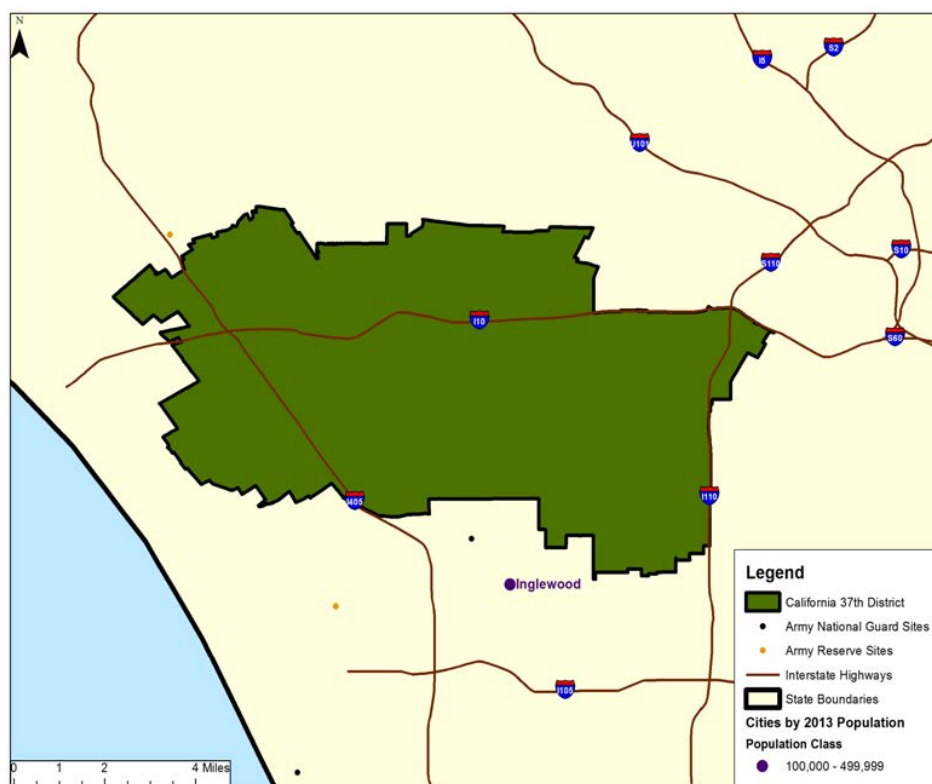 N
I5
S2
U101
S110
S10
I10
S60
I405
I110
Inglewood
I105
Legend
California 37th District
Army National Guard Sites
Army Reserve Sites
Interstate Highways
State Boundaries
Cities by 2013 Population
Population Class
100,000 - 499,999
0 1 2 4 Miles